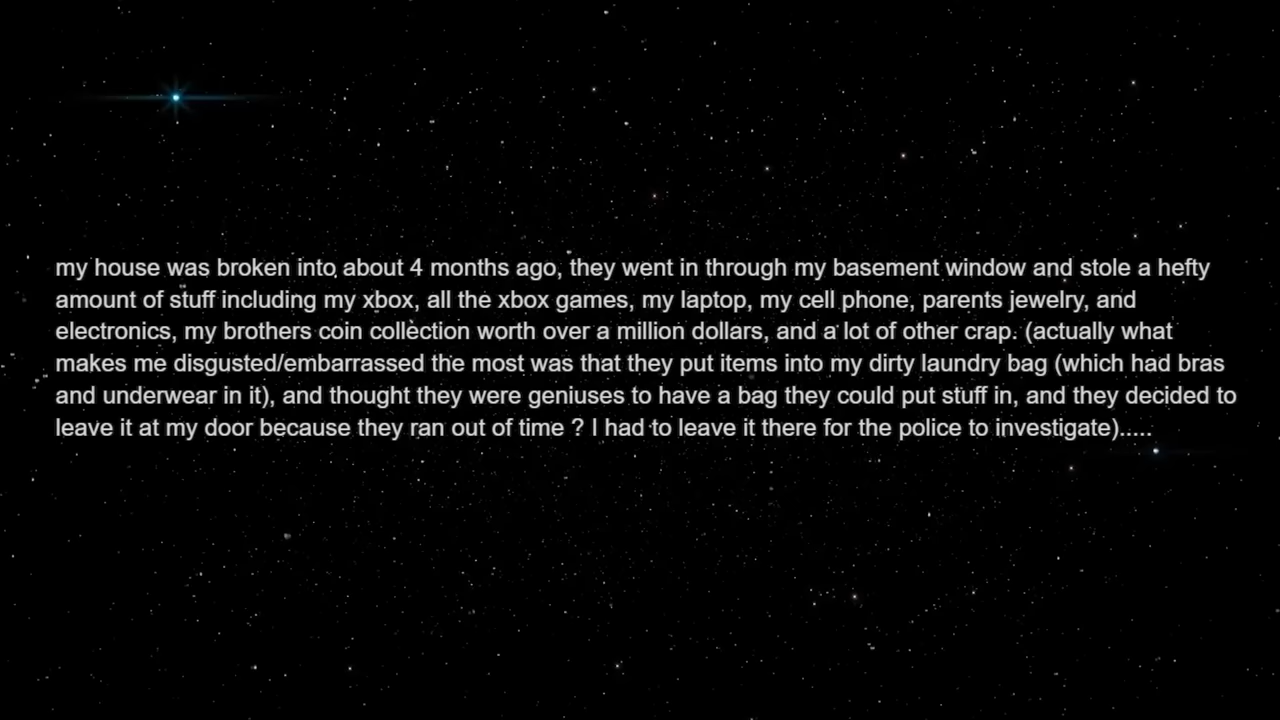 my house was broken into about 4 months ago, they went in through my basement window and stole a hefty
amount of stuff including my xbox, all the xbox games, my laptop, my cell phone, parents jewelry, and
electronics, my brothers coin collection worth over a million dollars, and a lot of other crap. (actually what
makes me disgusted/embarrassed the most was that they put items into my dirty laundry bag (which had bras
and underwear in it), and thought they were geniuses to have a bag they could put stuff in, and they decided to
leave it at my door because they ran out of time ? I had to leave it there for the police to investigate).....